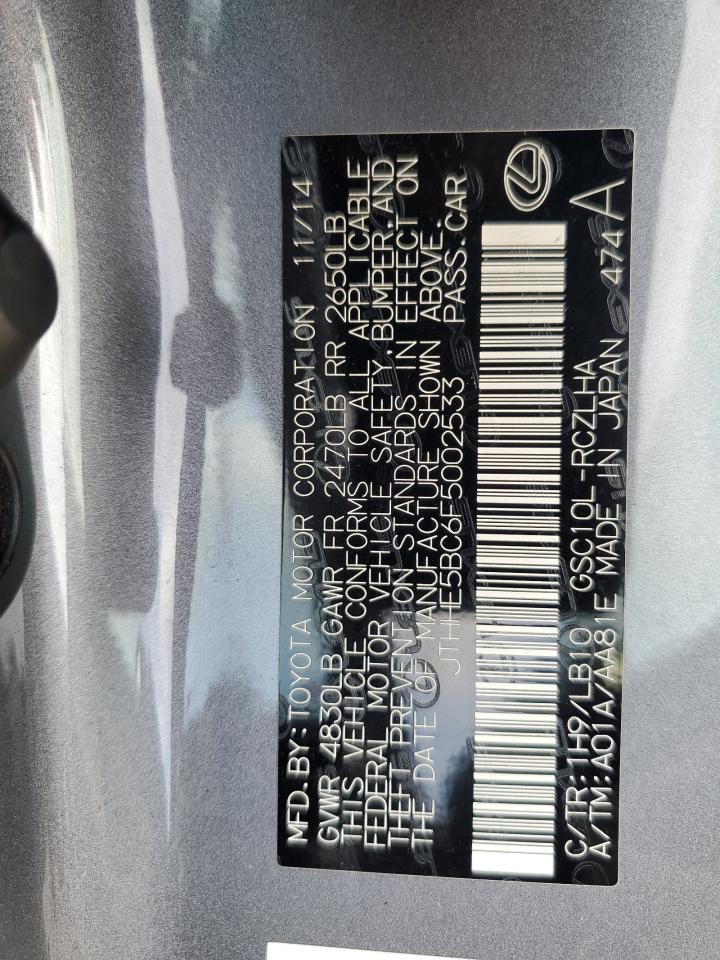 MFD.BY:TOYOTA MOTOR CORPORATION 11/14
GVWR 4830LB GAWR FR 2470LB RR 2650LB
THIS VEHICLE CONFORMS TO ALL APPLICABLE
FEDERAL MOTOR VEHICLE SAFETY,BUMPER,AND
THEFT PREVENTION STANDARDS IN EFFECT ON
THE DATE OF MANUFACTURE SHOWN ABOVE.
JTHHE5BC6F5002533 PASS.CAR
C/TR:1H9/LB10 GSC10L-RCZLHA
A/TM:A01A/AA81E MADE IN JAPAN 474 A